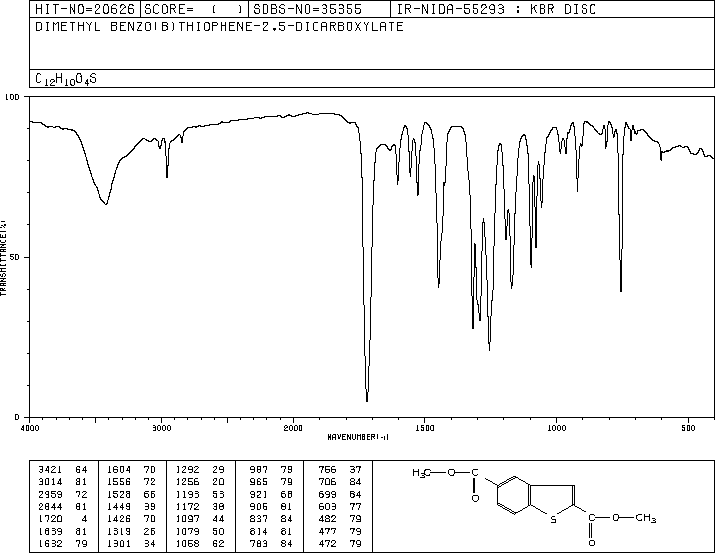 HIT-NO=20626 SCORE= ( ) SDBS-NO=35355 IR-NIDA-55293 : KBR DISC
DIMETHYL BENZO(B)THIOPHENE-2,5-DICARBOXYLATE
C12H10O4S
100
50
0
TRANSMITTANCE(%)
4000 3000 2000 1500 1000 500
WAVENUMBER(-1)
3421 64 1604 70 1292 29 987 79 756 37
3014 81 1556 72 1256 20 965 79 706 84
2959 72 1528 66 1193 53 921 68 699 84
2844 81 1449 39 1172 38 906 81 603 77
1720 4 1426 70 1097 44 837 84 482 79
1639 81 1319 26 1079 50 814 81 477 79
1632 79 1301 34 1058 62 783 84 472 79
H3C—O—C
O
S
C—O—CH3
O